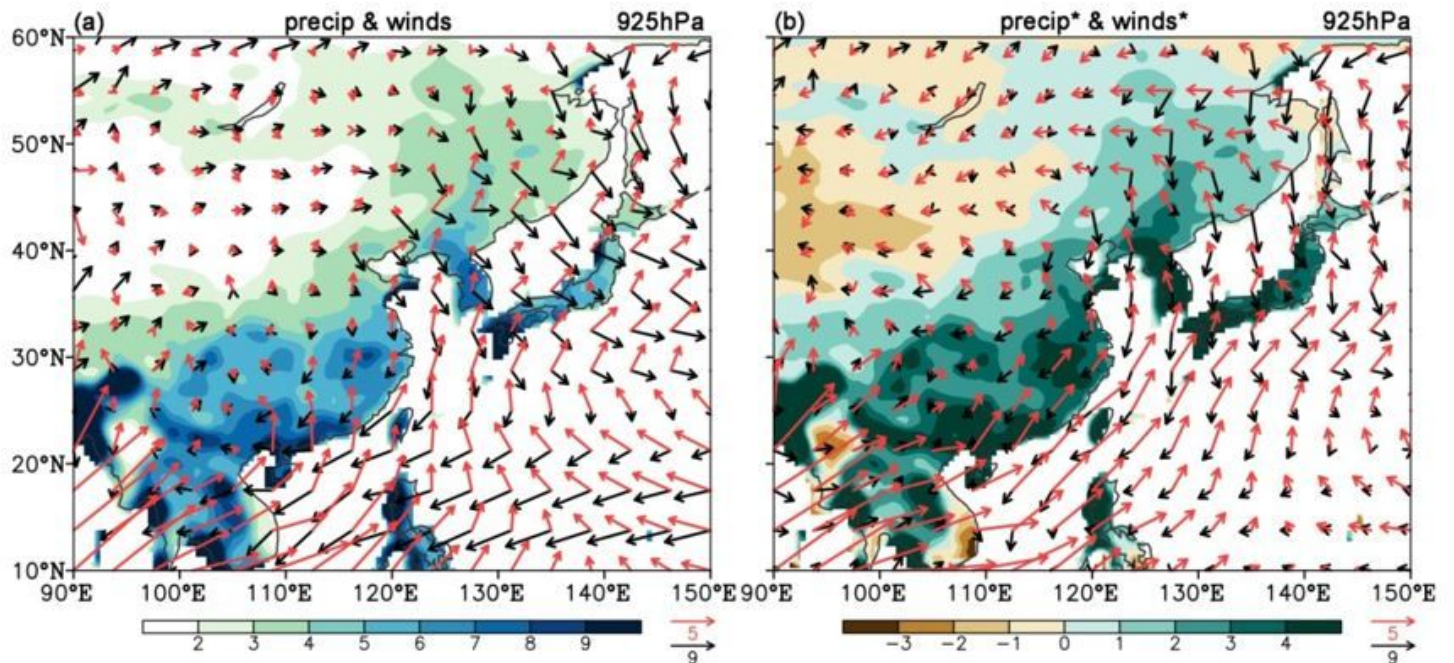 (a) precip & winds 925hPa
60°N
50°N
40°N
30°N
20°N
10°N
90°E 100°E 110°E 120°E 130°E 140°E 150°E
2 3 4 5 6 7 8 9
5
9
(b) precip* & winds* 925hPa
90°E 100°E 110°E 120°E 130°E 140°E 150°E
−3 −2 −1 0 1 2 3 4
5
9